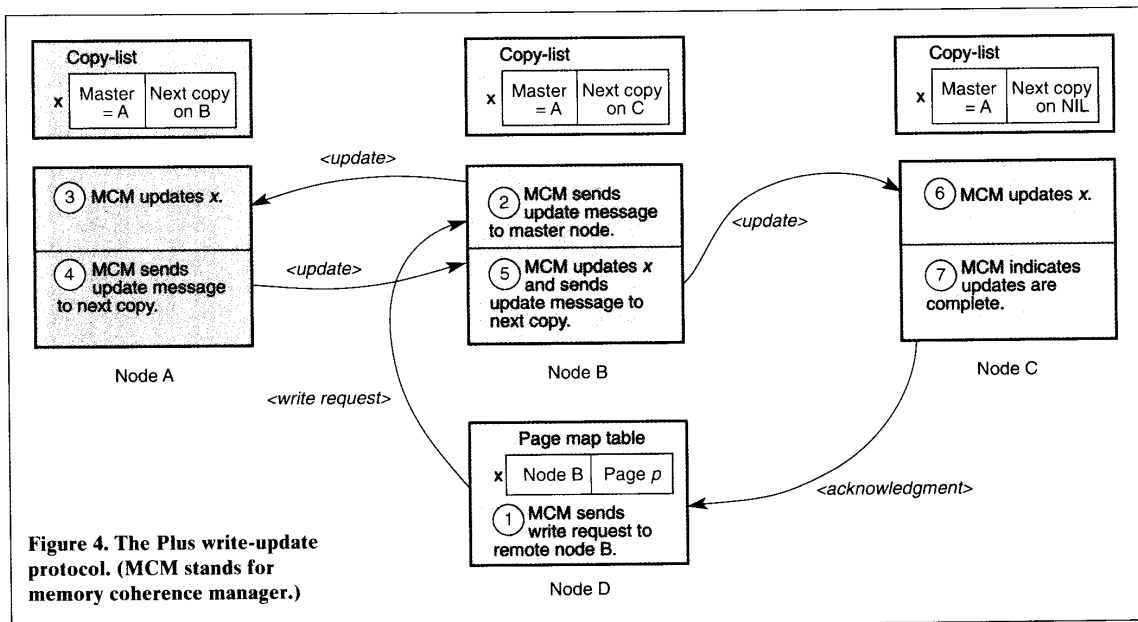 Copy-list
x
Master
= A
Next copy
on B
Copy-list
x
Master
= A
Next copy
on C
Copy-list
x
Master
= A
Next copy
on NIL
<update>
3 MCM updates x.
4 MCM sends
update message
to next copy.
<update>
2 MCM sends
update message
to master node.
5 MCM updates x
and sends
update message to
next copy.
<update>
6 MCM updates x.
7 MCM indicates
updates are
complete.
Node A
Node B
Node C
<write request>
Page map table
x
Node B
Page p
1 MCM sends
write request to
remote node B.
<acknowledgment>
Node D
Figure 4. The Plus write-update
protocol. (MCM stands for
memory coherence manager.)